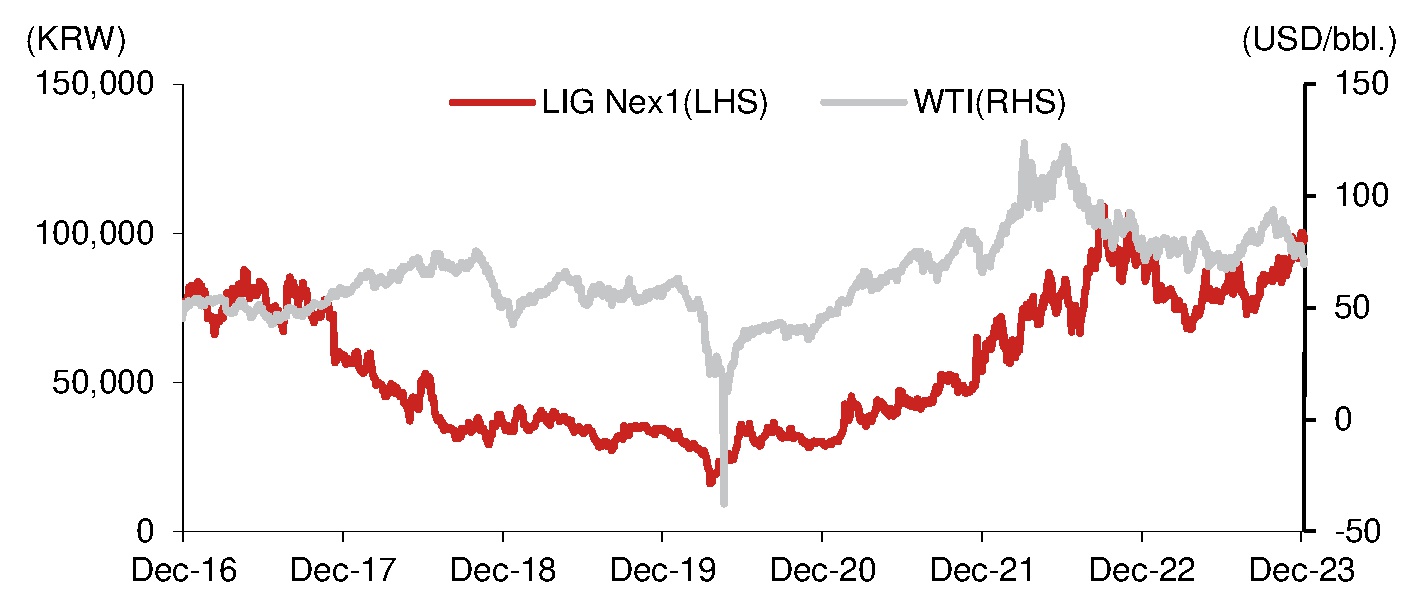 (KRW) (USD/bbl.)
150,000 150
LIG Nex1(LHS) WTI(RHS)
100
100,000
50
50,000
0
0 -50
Dec-16 Dec-17 Dec-18 Dec-19 Dec-20 Dec-21 Dec-22 Dec-23